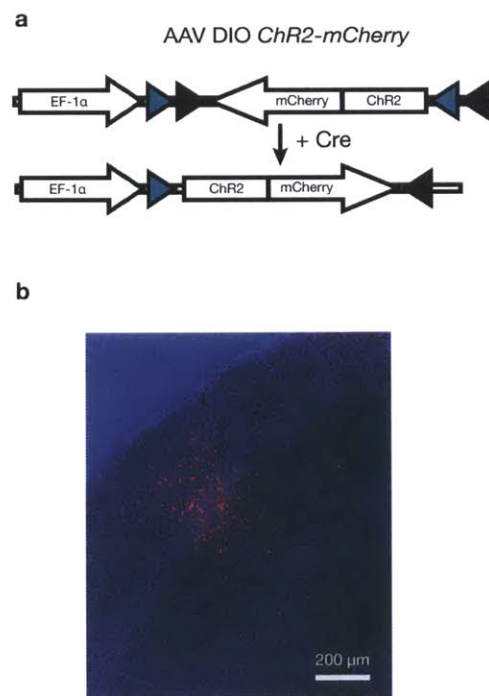 a
AAV DIO ChR2-mCherry
EF-1α mCherry ChR2
+ Cre
EF-1α ChR2 mCherry
b
200 µm